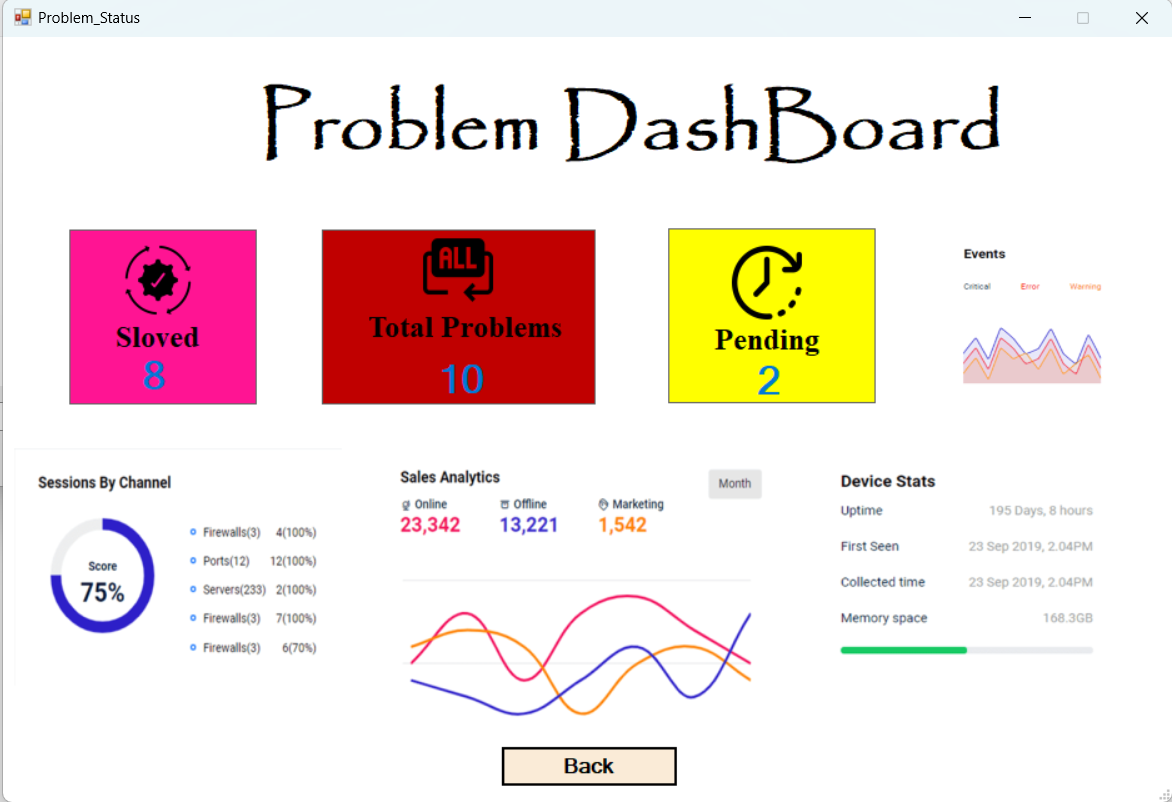 Problem_Status
Problem DashBoard
ALL
Sloved
8
Total Problems
10
Pending
2
Events
Critical Error Warning
Sessions By Channel
Score
75%
Firewalls(3) 4(100%)
Ports(12) 12(100%)
Servers(233) 2(100%)
Firewalls(3) 7(100%)
Firewalls(3) 6(70%)
Sales Analytics
Month
Online Offline Marketing
23,342 13,221 1,542
Device Stats
Uptime 195 Days, 8 hours
First Seen 23 Sep 2019, 2.04PM
Collected time 23 Sep 2019, 2.04PM
Memory space 168.3GB
Back